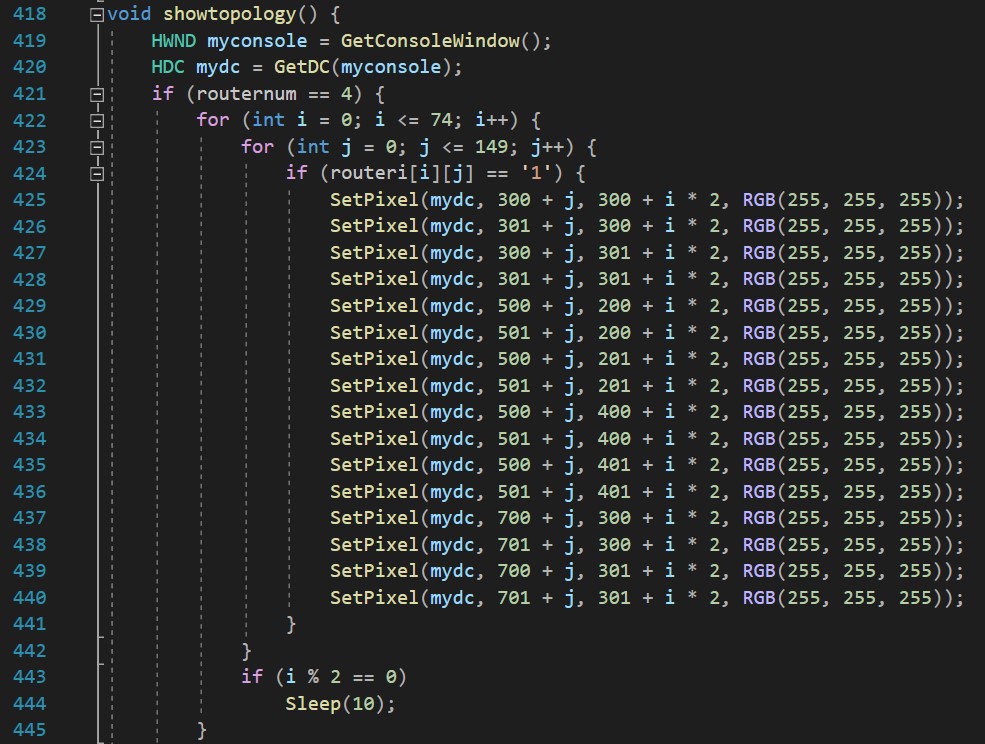 418 void showtopology() {
419 HWND myconsole = GetConsoleWindow();
420 HDC mydc = GetDC(myconsole);
421 if (routernum == 4) {
422 for (int i = 0; i <= 74; i++) {
423 for (int j = 0; j <= 149; j++) {
424 if (routeri[i][j] == '1') {
425 SetPixel(mydc, 300 + j, 300 + i * 2, RGB(255, 255, 255));
426 SetPixel(mydc, 301 + j, 300 + i * 2, RGB(255, 255, 255));
427 SetPixel(mydc, 300 + j, 301 + i * 2, RGB(255, 255, 255));
428 SetPixel(mydc, 301 + j, 301 + i * 2, RGB(255, 255, 255));
429 SetPixel(mydc, 500 + j, 200 + i * 2, RGB(255, 255, 255));
430 SetPixel(mydc, 501 + j, 200 + i * 2, RGB(255, 255, 255));
431 SetPixel(mydc, 500 + j, 201 + i * 2, RGB(255, 255, 255));
432 SetPixel(mydc, 501 + j, 201 + i * 2, RGB(255, 255, 255));
433 SetPixel(mydc, 500 + j, 400 + i * 2, RGB(255, 255, 255));
434 SetPixel(mydc, 501 + j, 400 + i * 2, RGB(255, 255, 255));
435 SetPixel(mydc, 500 + j, 401 + i * 2, RGB(255, 255, 255));
436 SetPixel(mydc, 501 + j, 401 + i * 2, RGB(255, 255, 255));
437 SetPixel(mydc, 700 + j, 300 + i * 2, RGB(255, 255, 255));
438 SetPixel(mydc, 701 + j, 300 + i * 2, RGB(255, 255, 255));
439 SetPixel(mydc, 700 + j, 301 + i * 2, RGB(255, 255, 255));
440 SetPixel(mydc, 701 + j, 301 + i * 2, RGB(255, 255, 255));
441 }
442 }
443 if (i % 2 == 0)
444 Sleep(10);
445 }